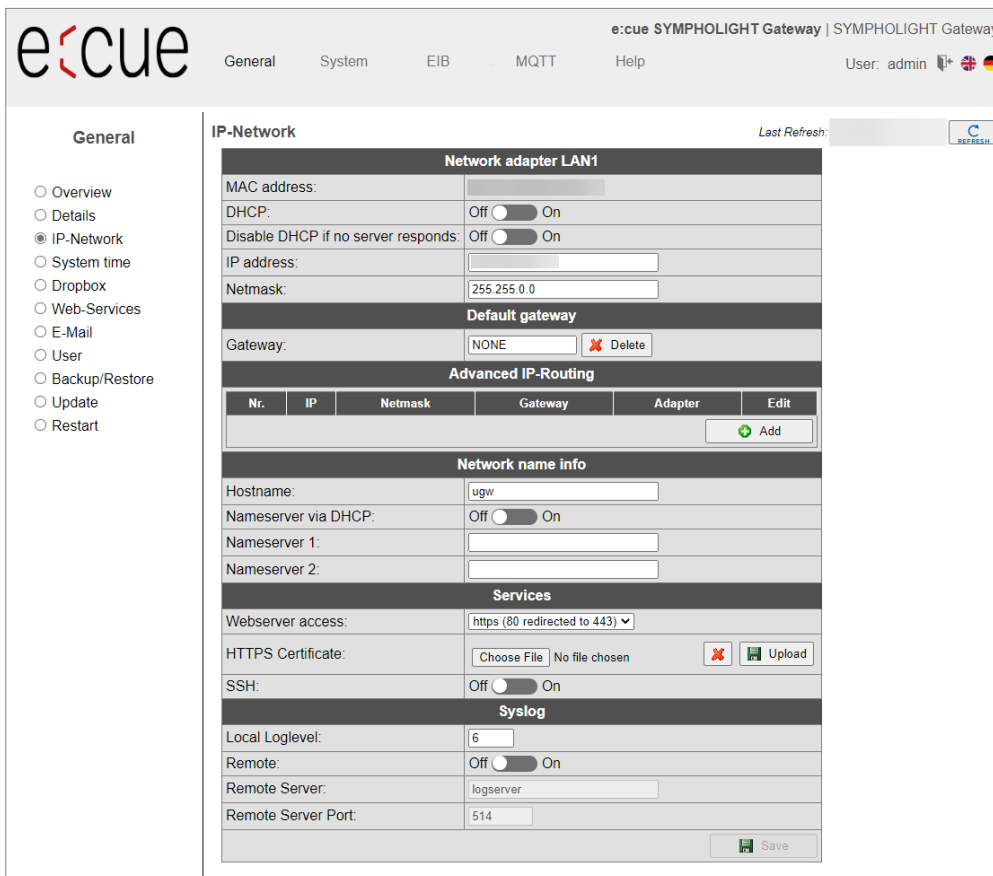 e:cue SYMPHOLIGHT Gateway | SYMPHOLIGHT Gateway
e:cue
General System EIB MQTT Help
User: admin
General
IP-Network
Last Refresh:
REFRESH
Overview
Details
IP-Network
System time
Dropbox
Web-Services
E-Mail
User
Backup/Restore
Update
Restart
Network adapter LAN1
MAC address:
DHCP: Off On
Disable DHCP if no server responds: Off On
IP address:
Netmask: 255.255.0.0
Default gateway
Gateway: NONE Delete
Advanced IP-Routing
Nr. IP Netmask Gateway Adapter Edit
Add
Network name info
Hostname: ugw
Nameserver via DHCP: Off On
Nameserver 1:
Nameserver 2:
Services
Webserver access: https (80 redirected to 443)
HTTPS Certificate: Choose File No file chosen Upload
SSH: Off On
Syslog
Local Loglevel: 6
Remote: Off On
Remote Server: logserver
Remote Server Port: 514
Save